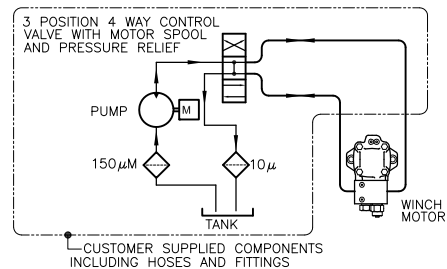 3 POSITION 4 WAY CONTROL
VALVE WITH MOTOR SPOOL
AND PRESSURE RELIEF
PUMP
M
150µM
10µ
TANK
WINCH
MOTOR
CUSTOMER SUPPLIED COMPONENTS
INCLUDING HOSES AND FITTINGS